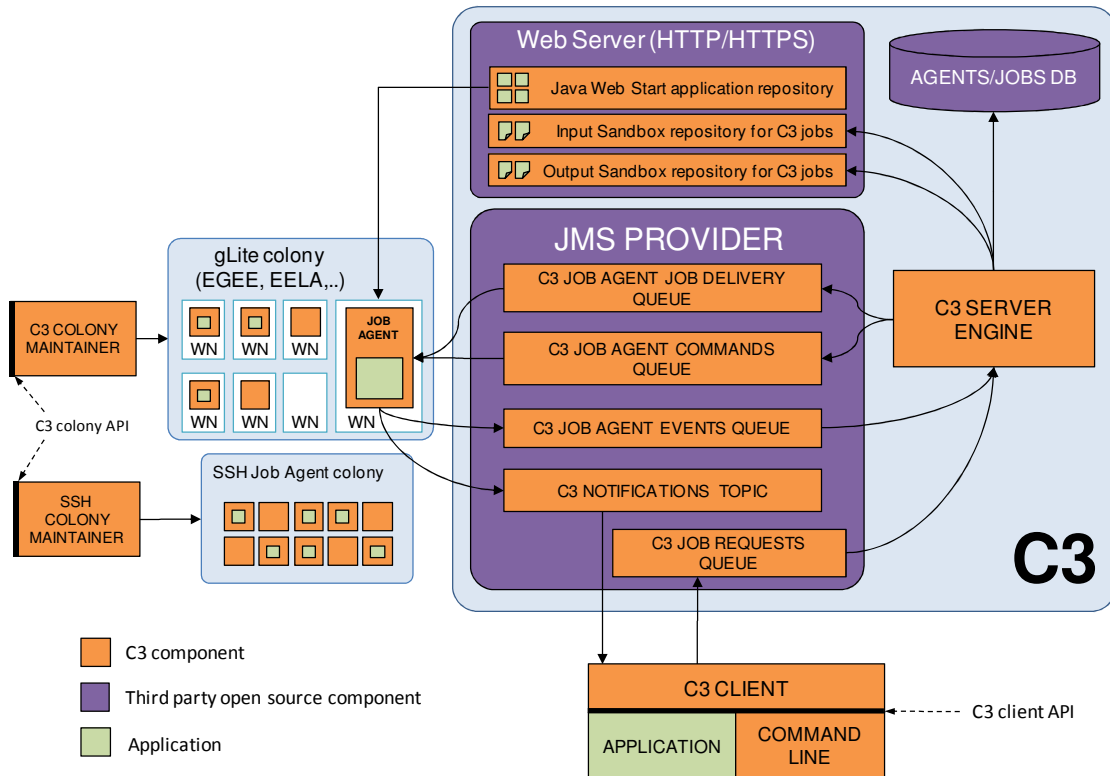 Web Server (HTTP/HTTPS)
Java Web Start application repository
Input Sandbox repository for C3 jobs
Output Sandbox repository for C3 jobs
AGENTS/JOBS DB
JMS PROVIDER
C3 JOB AGENT JOB DELIVERY
QUEUE
C3 JOB AGENT COMMANDS
QUEUE
C3 JOB AGENT EVENTS QUEUE
C3 NOTIFICATIONS TOPIC
C3 JOB REQUESTS
QUEUE
C3 SERVER
ENGINE
C3
gLite colony
(EGEE, EELA,..)
WN
WN
WN
JOB
AGENT
WN
WN
WN
WN
C3 COLONY
MAINTAINER
C3 colony API
SSH
COLONY
MAINTAINER
SSH Job Agent colony
C3 component
Third party open source component
Application
C3 CLIENT
C3 client API
APPLICATION
COMMAND
LINE